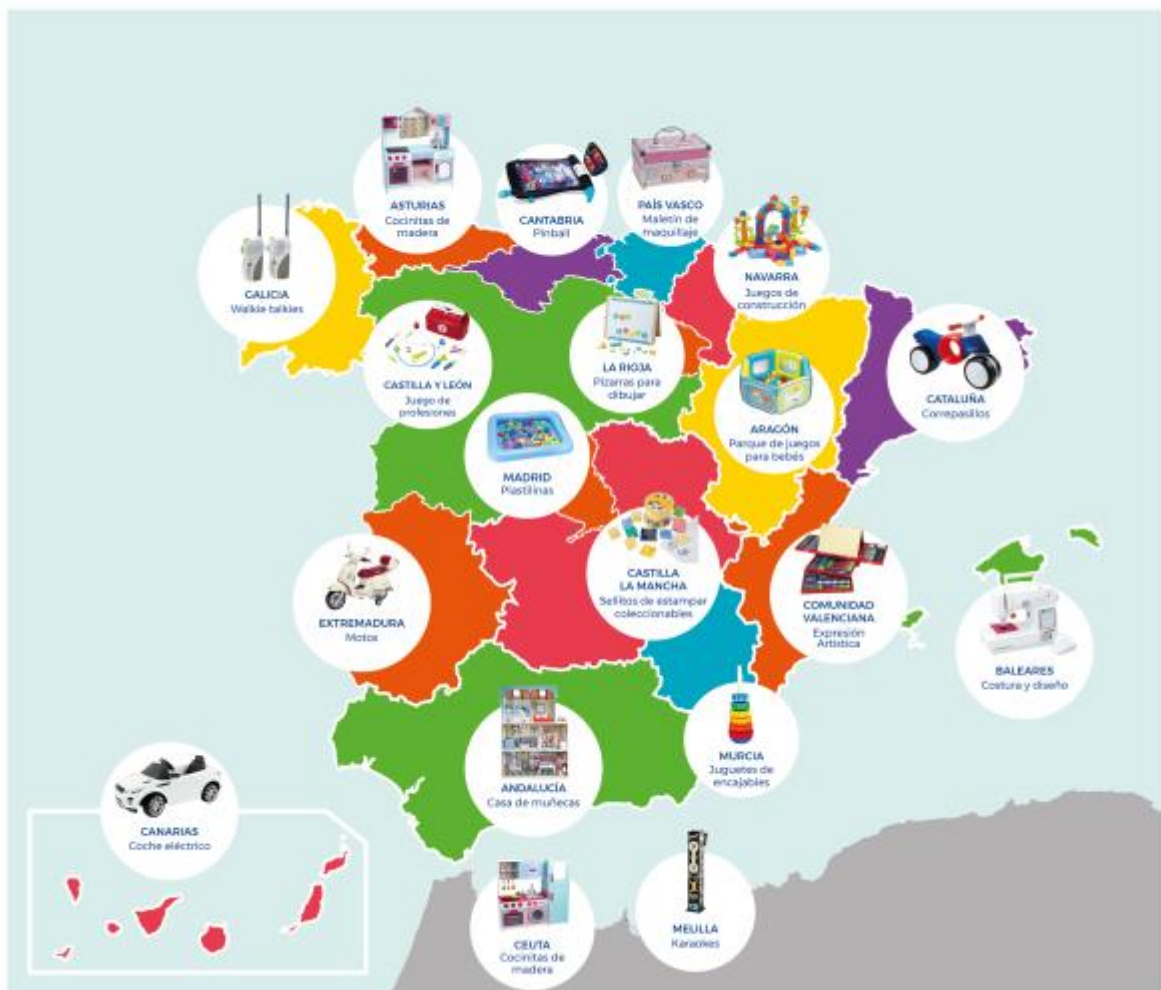 ASTURIAS
Cocinitas de
madera
CANTABRIA
Pinball
PAÍS VASCO
Maletín de
maquillaje
NAVARRA
Juegos de
construcción
GALICIA
Walkie talkies
CASTILLA Y LEÓN
Juego de
profesiones
LA RIOJA
Pizarras para
dibujar
CATALUÑA
Correpasillos
ARAGÓN
Parque de juegos
para bebés
MADRID
Plastilinas
CASTILLA
LA MANCHA
Sellitos de estampar
coleccionables
COMUNIDAD
VALENCIANA
Expresión
Artística
EXTREMADURA
Motos
BALEARES
Costura y diseño
MURCIA
Juguetes de
encajables
ANDALUCÍA
Casa de muñecas
CANARIAS
Coche eléctrico
CEUTA
Cocinitas de
madera
MELILLA
Karaokes